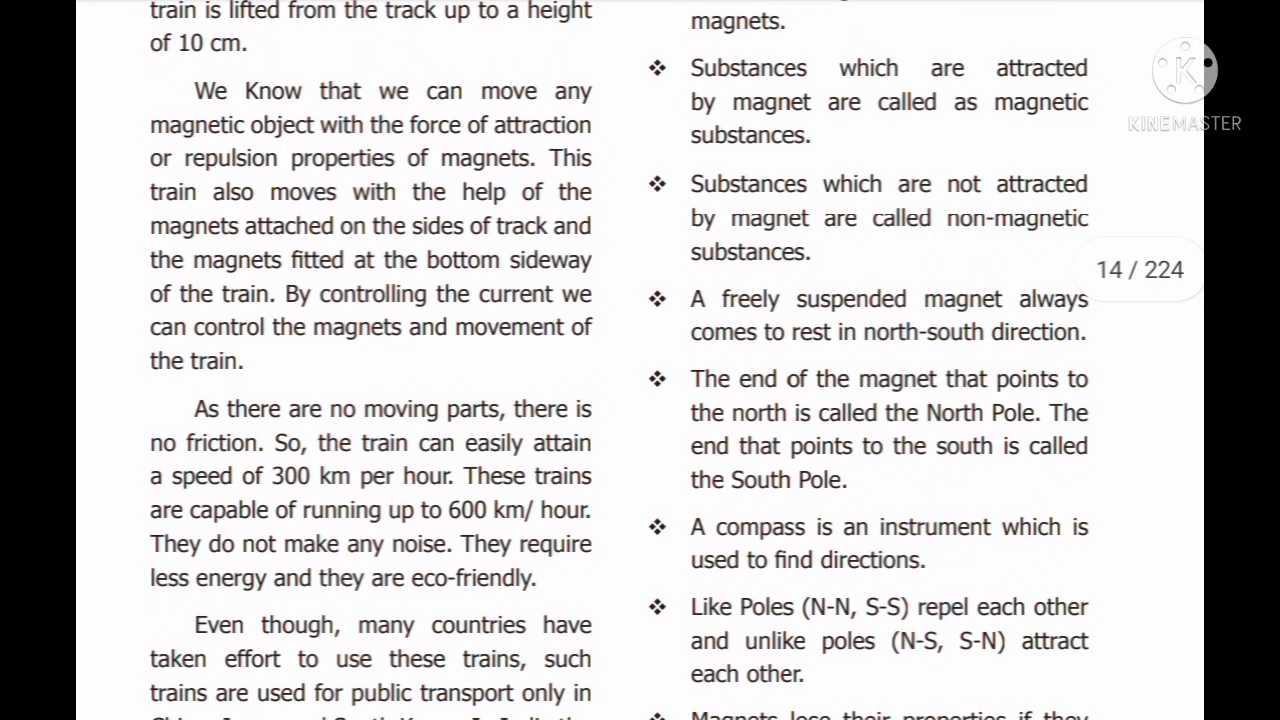 train is lifted from the track up to a height
of 10 cm.
We Know that we can move any
magnetic object with the force of attraction
or repulsion properties of magnets. This
train also moves with the help of the
magnets attached on the sides of track and
the magnets fitted at the bottom sideway
of the train. By controlling the current we
can control the magnets and movement of
the train.
As there are no moving parts, there is
no friction. So, the train can easily attain
a speed of 300 km per hour. These trains
are capable of running up to 600 km/ hour.
They do not make any noise. They require
less energy and they are eco-friendly.
Even though, many countries have
taken effort to use these trains, such
trains are used for public transport only in
magnets.
❖ Substances which are attracted
by magnet are called as magnetic
substances.
❖ Substances which are not attracted
by magnet are called non-magnetic
substances.
❖ A freely suspended magnet always
comes to rest in north-south direction.
❖ The end of the magnet that points to
the north is called the North Pole. The
end that points to the south is called
the South Pole.
❖ A compass is an instrument which is
used to find directions.
❖ Like Poles (N-N, S-S) repel each other
and unlike poles (N-S, S-N) attract
each other.
❖ Magnets lose their properties if they
K
KINEMASTER
14 / 224